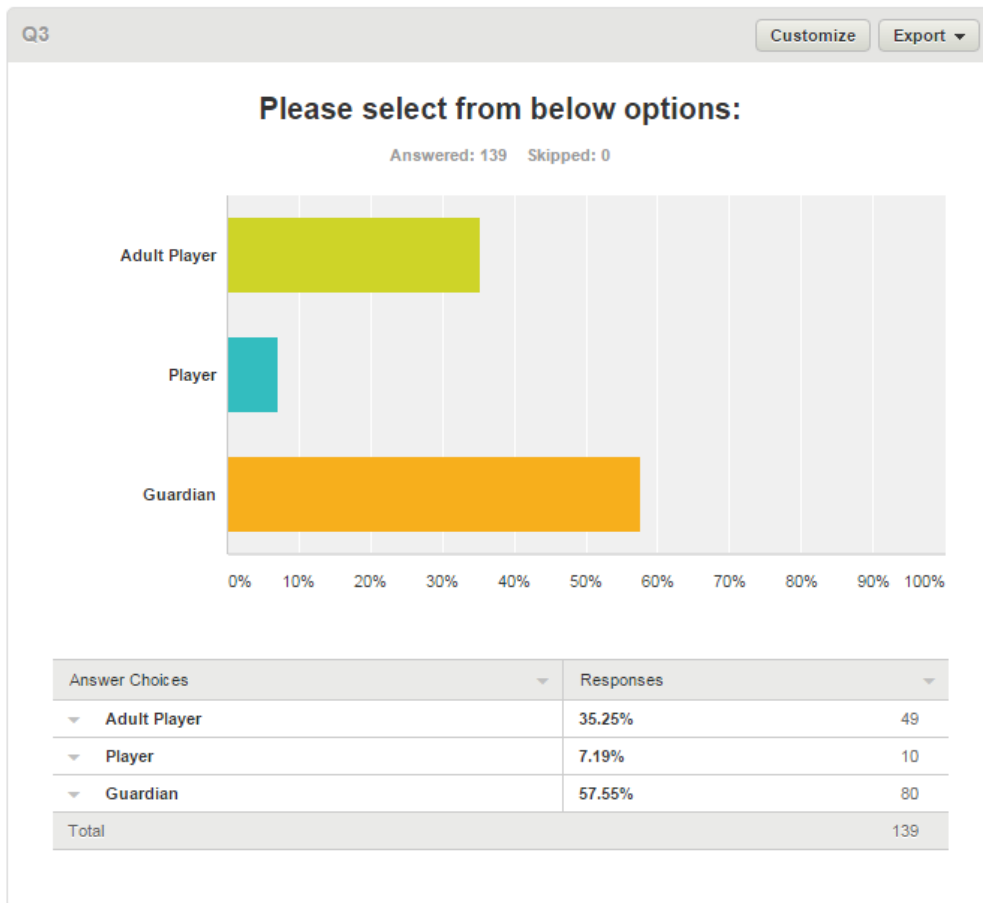 Q3 Customize Export
Please select from below options:
Answered: 139 Skipped: 0
Adult Player
Player
Guardian
0% 10% 20% 30% 40% 50% 60% 70% 80% 90% 100%
Answer Choices Responses
Adult Player 35.25% 49
Player 7.19% 10
Guardian 57.55% 80
Total 139